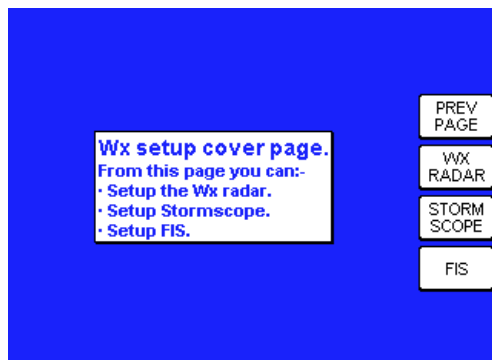 Wx setup cover page.
From this page you can:-
· Setup the Wx radar.
· Setup Stormscope.
· Setup FIS.
PREV
PAGE
WX
RADAR
STORM
SCOPE
FIS